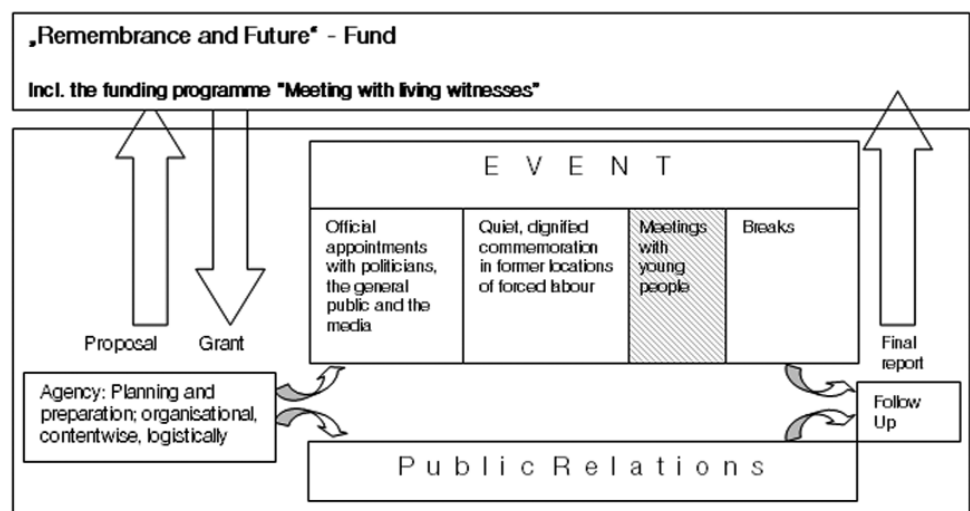 „Remembrance and Future“ - Fund
Incl. the funding programme "Meeting with living witnesses"
E V E N T
Official
appointments
with politicians,
the general
public and the
media
Quiet, dignified
commemoration
in former locations
of forced labour
Meetings
with
young
people
Breaks
Proposal
Grant
Final
report
Agency: Planning and
preparation; organisational,
contentwise, logistically
Follow
Up
P u b l i c R e l a t i o n s